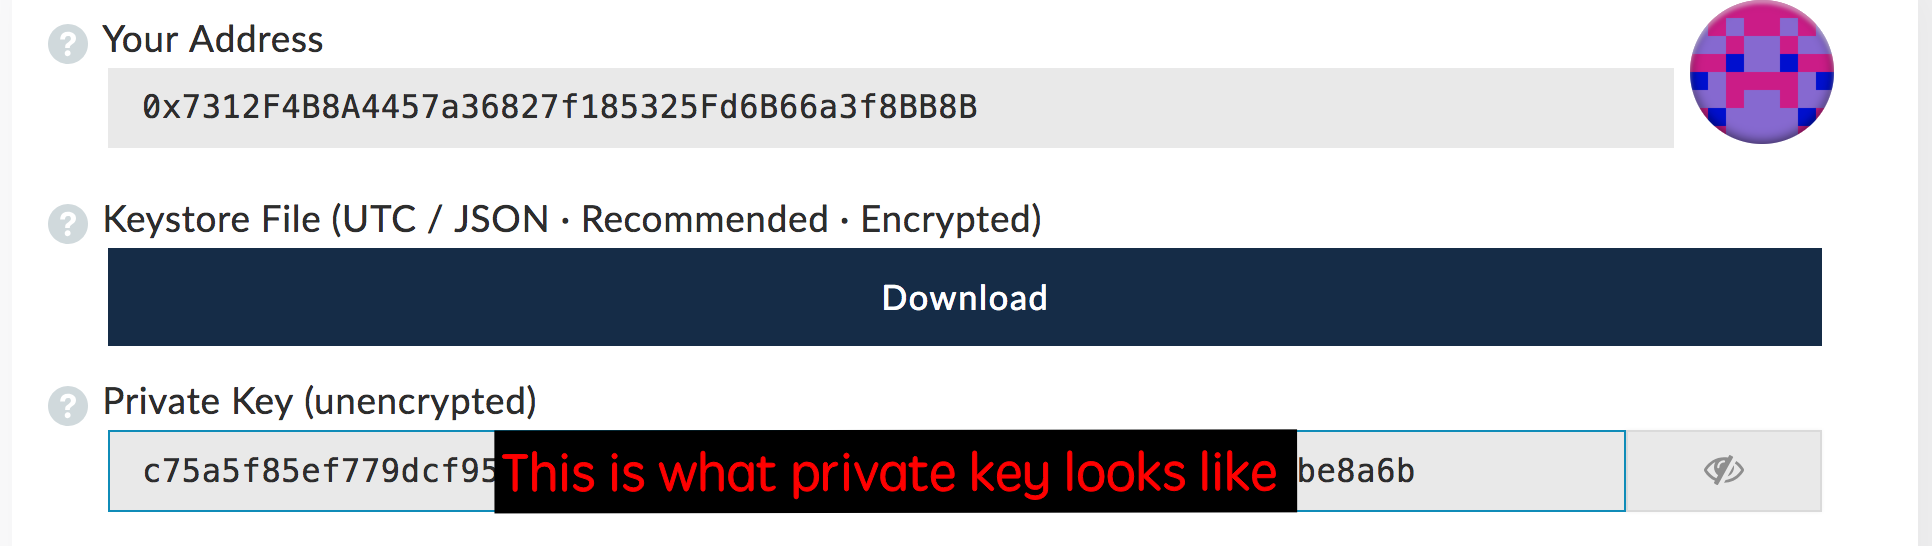 Your Address
0x7312F4B8A4457a36827f185325Fd6B66a3f8BB8B
Keystore File (UTC / JSON · Recommended · Encrypted)
Download
Private Key (unencrypted)
c75a5f85ef779dcf95 This is what private key looks like be8a6b